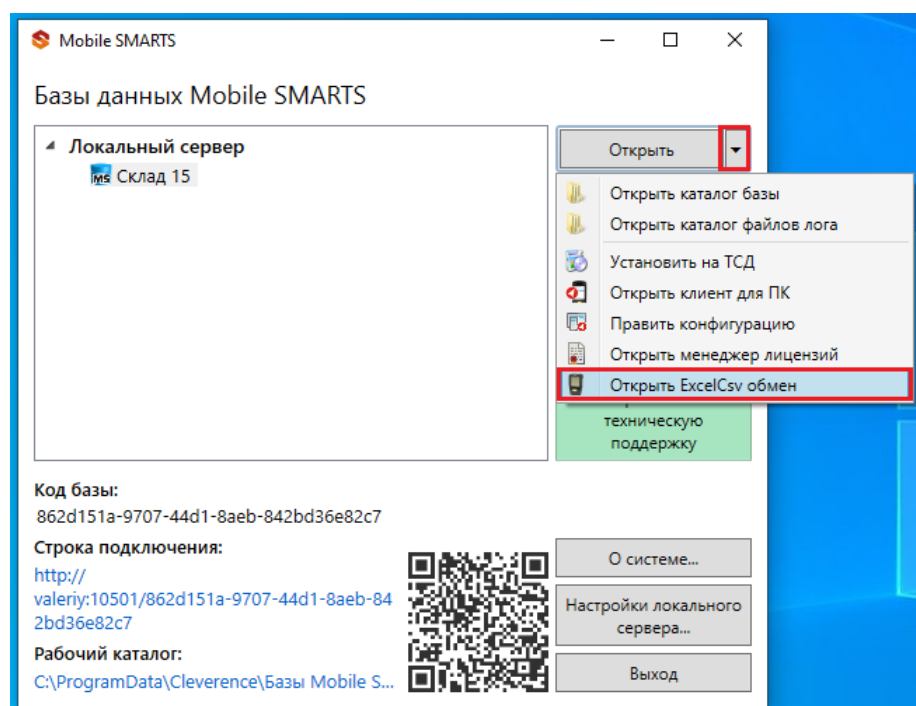 Mobile SMARTS
Базы данных Mobile SMARTS
Локальный сервер
MS Склад 15
Открыть
Открыть каталог базы
Открыть каталог файлов лога
Установить на ТСД
Открыть клиент для ПК
Править конфигурацию
Открыть менеджер лицензий
Открыть ExcelCsv обмен
техническую
поддержку
Код базы:
862d151a-9707-44d1-8aeb-842bd36e82c7
Строка подключения:
http://
valeriy:10501/862d151a-9707-44d1-8aeb-84
2bd36e82c7
Рабочий каталог:
C:\ProgramData\Cleverence\Базы Mobile S...
О системе...
Настройки локального
сервера...
Выход